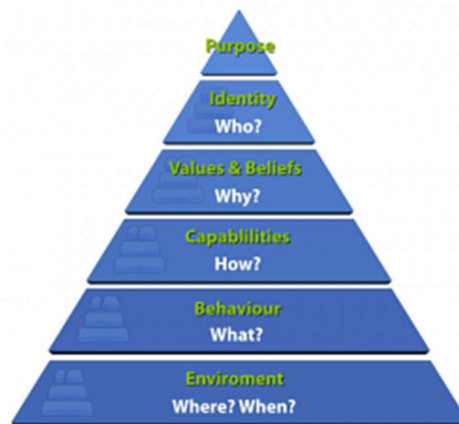 Purpose
Identity
Who?
Values & Beliefs
Why?
Capablilities
How?
Behaviour
What?
Enviroment
Where? When?